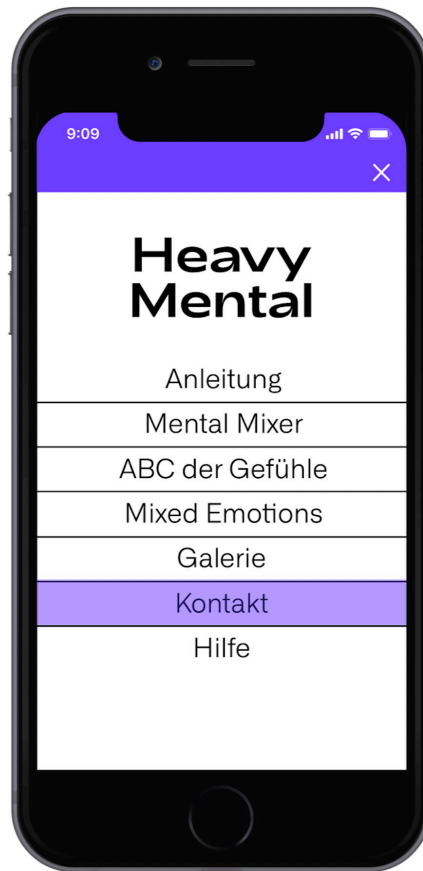 9:09
Heavy
Mental
Anleitung
Mental Mixer
ABC der Gefühle
Mixed Emotions
Galerie
Kontakt
Hilfe